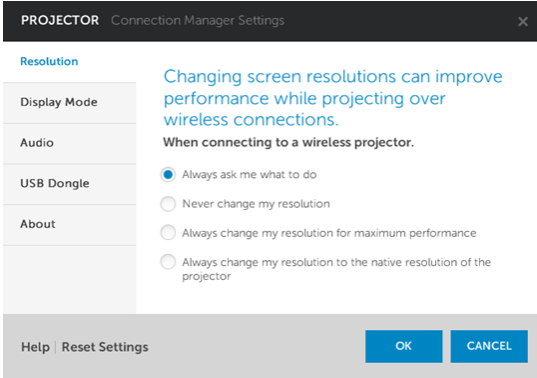 PROJECTOR Connection Manager Settings ×
Resolution
Display Mode
Audio
USB Dongle
About
Changing screen resolutions can improve
performance while projecting over
wireless connections.
When connecting to a wireless projector.
Always ask me what to do
Never change my resolution
Always change my resolution for maximum performance
Always change my resolution to the native resolution of the
projector
Help | Reset Settings
OK
CANCEL